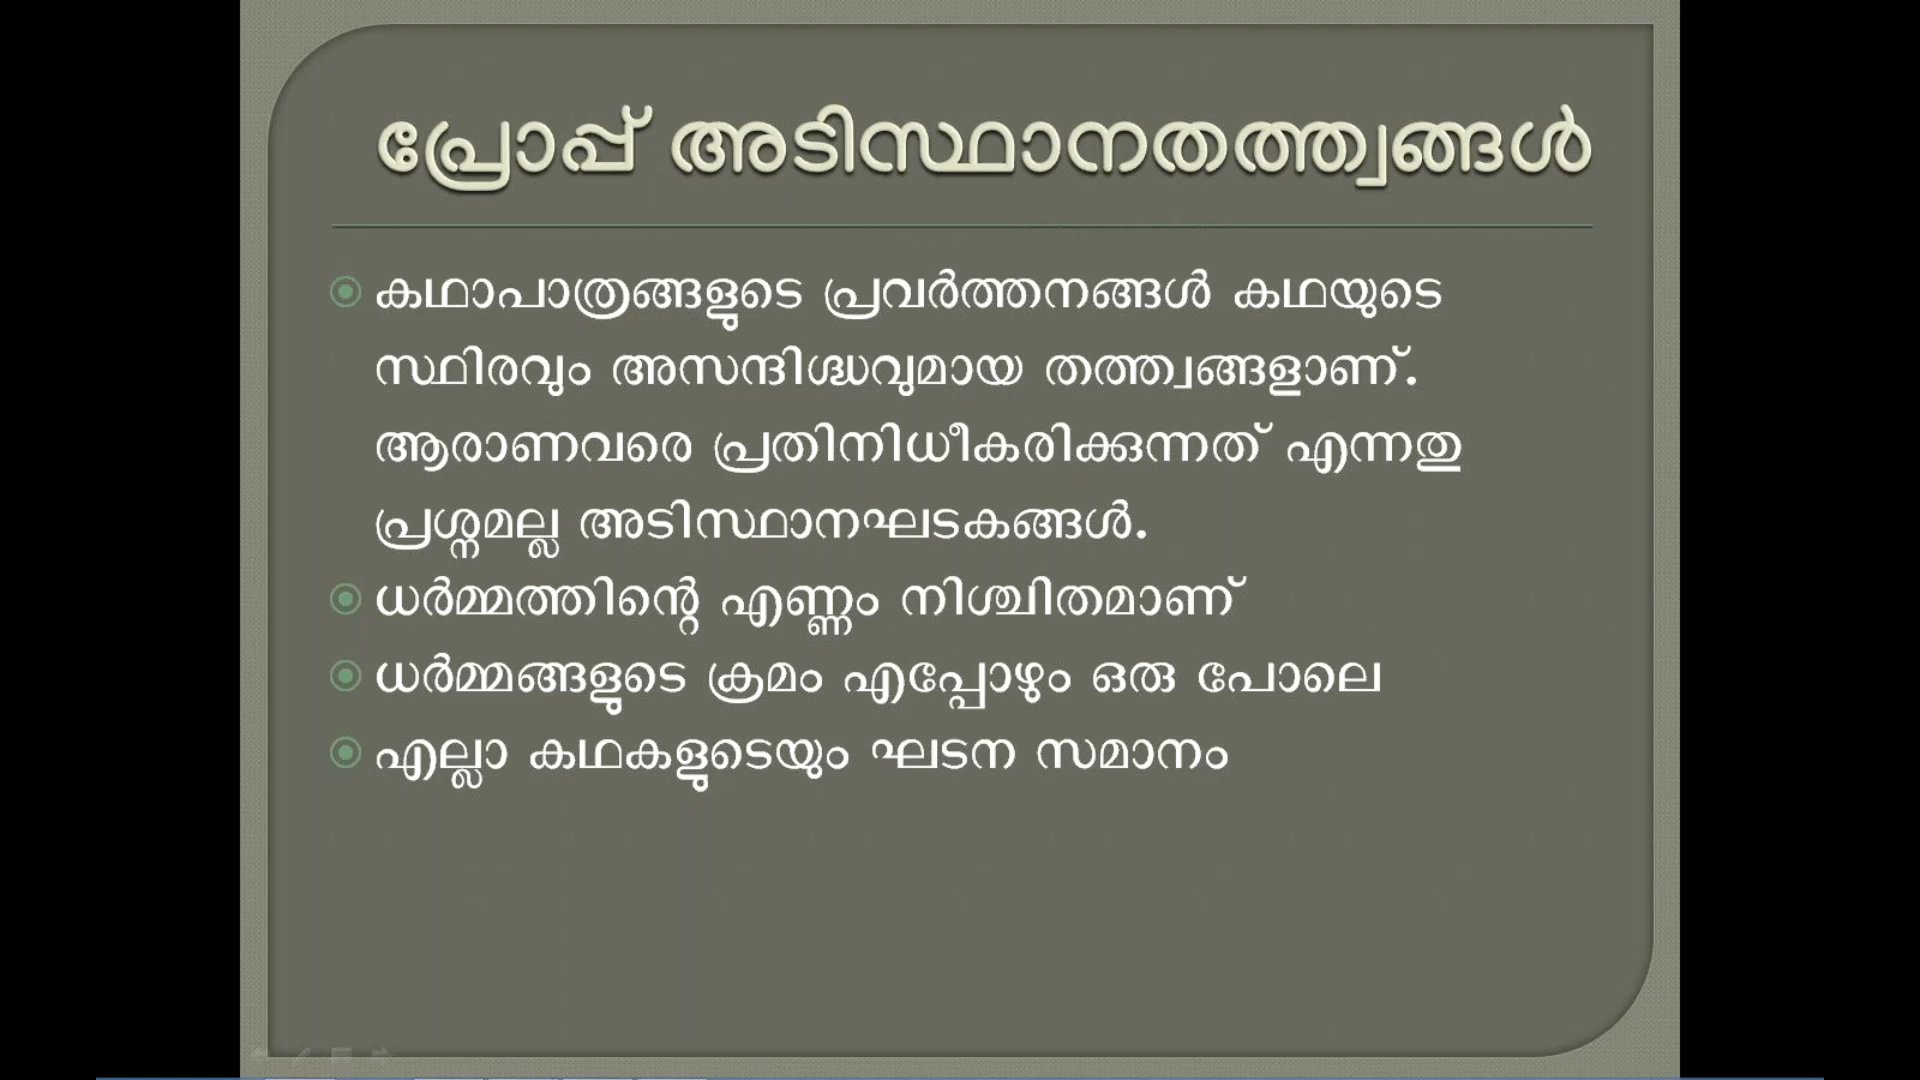 പ്രോപ്പ് അടിസ്ഥാനതത്ത്വങ്ങൾ
കഥാപാത്രങ്ങളുടെ പ്രവർത്തനങ്ങൾ കഥയുടെ
സ്ഥിരവും അസന്ദിഗ്ധവുമായ തത്ത്വങ്ങളാണ്.
ആരാണവരെ പ്രതിനിധീകരിക്കുന്നത് എന്നതു
പ്രശ്നമല്ല അടിസ്ഥാനഘടകങ്ങൾ.
ധർമ്മത്തിന്റെ എണ്ണം നിശ്ചിതമാണ്
ധർമ്മങ്ങളുടെ ക്രമം എപ്പോഴും ഒരു പോലെ
എല്ലാ കഥകളുടെയും ഘടന സമാനം